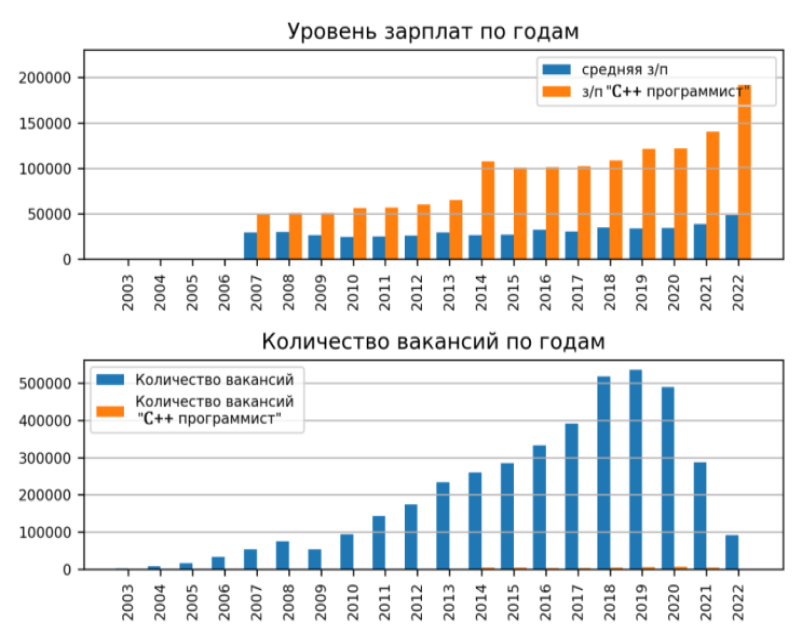 Уровень зарплат по годам
200000
150000
100000
50000
0
средняя з/п
з/п "C++ программист"
2003 2004 2005 2006 2007 2008 2009 2010 2011 2012 2013 2014 2015 2016 2017 2018 2019 2020 2021 2022
Количество вакансий по годам
500000
400000
300000
200000
100000
0
Количество вакансий
Количество вакансий
"C++ программист"
2003 2004 2005 2006 2007 2008 2009 2010 2011 2012 2013 2014 2015 2016 2017 2018 2019 2020 2021 2022